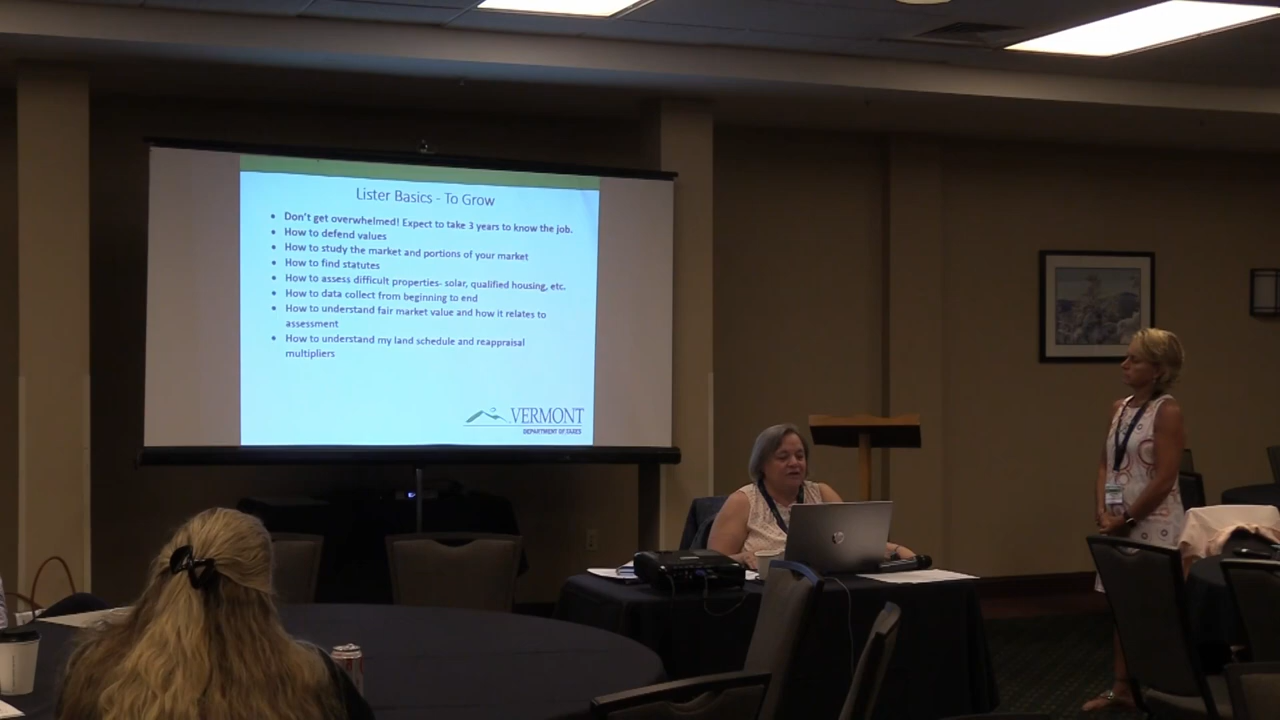 Lister Basics - To Grow
• Don't get overwhelmed! Expect to take 3 years to know the job.
• How to defend values
• How to study the market and portions of your market
• How to find statutes
• How to assess difficult properties- solar, qualified housing, etc.
• How to data collect from beginning to end
• How to understand fair market value and how it relates to
assessment
• How to understand my land schedule and reappraisal
multipliers
VERMONT
DEPARTMENT OF TAXES
hp